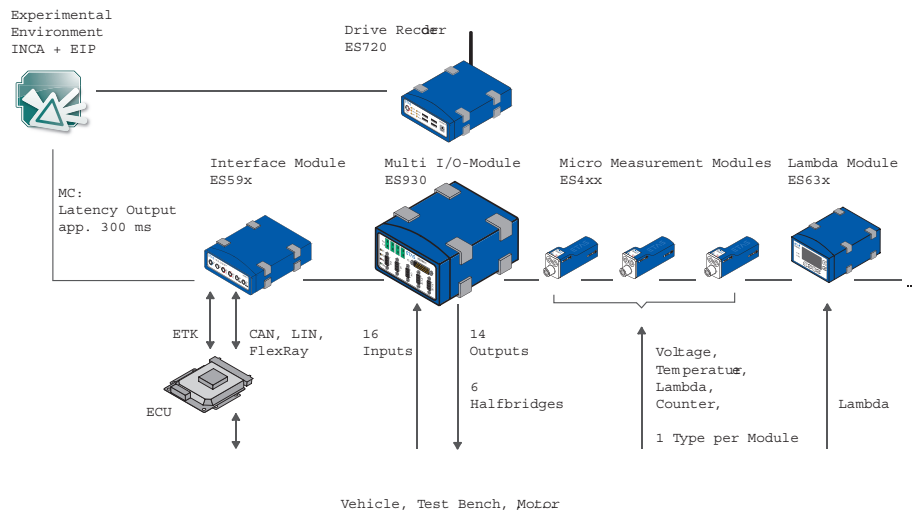 Experimental
Environment
INCA + EIP
Drive Recorder
ES720
Interface Module
ES59x
Multi I/O-Module
ES930
Micro Measurement Modules
ES4xx
Lambda Module
ES63x
MC:
Latency Output
app. 300 ms
ETK
CAN, LIN,
FlexRay
16
Inputs
14
Outputs
6
Halfbridges
Voltage,
Temperature,
Lambda,
Counter,
1 Type per Module
Lambda
ECU
...
Vehicle, Test Bench, Motor